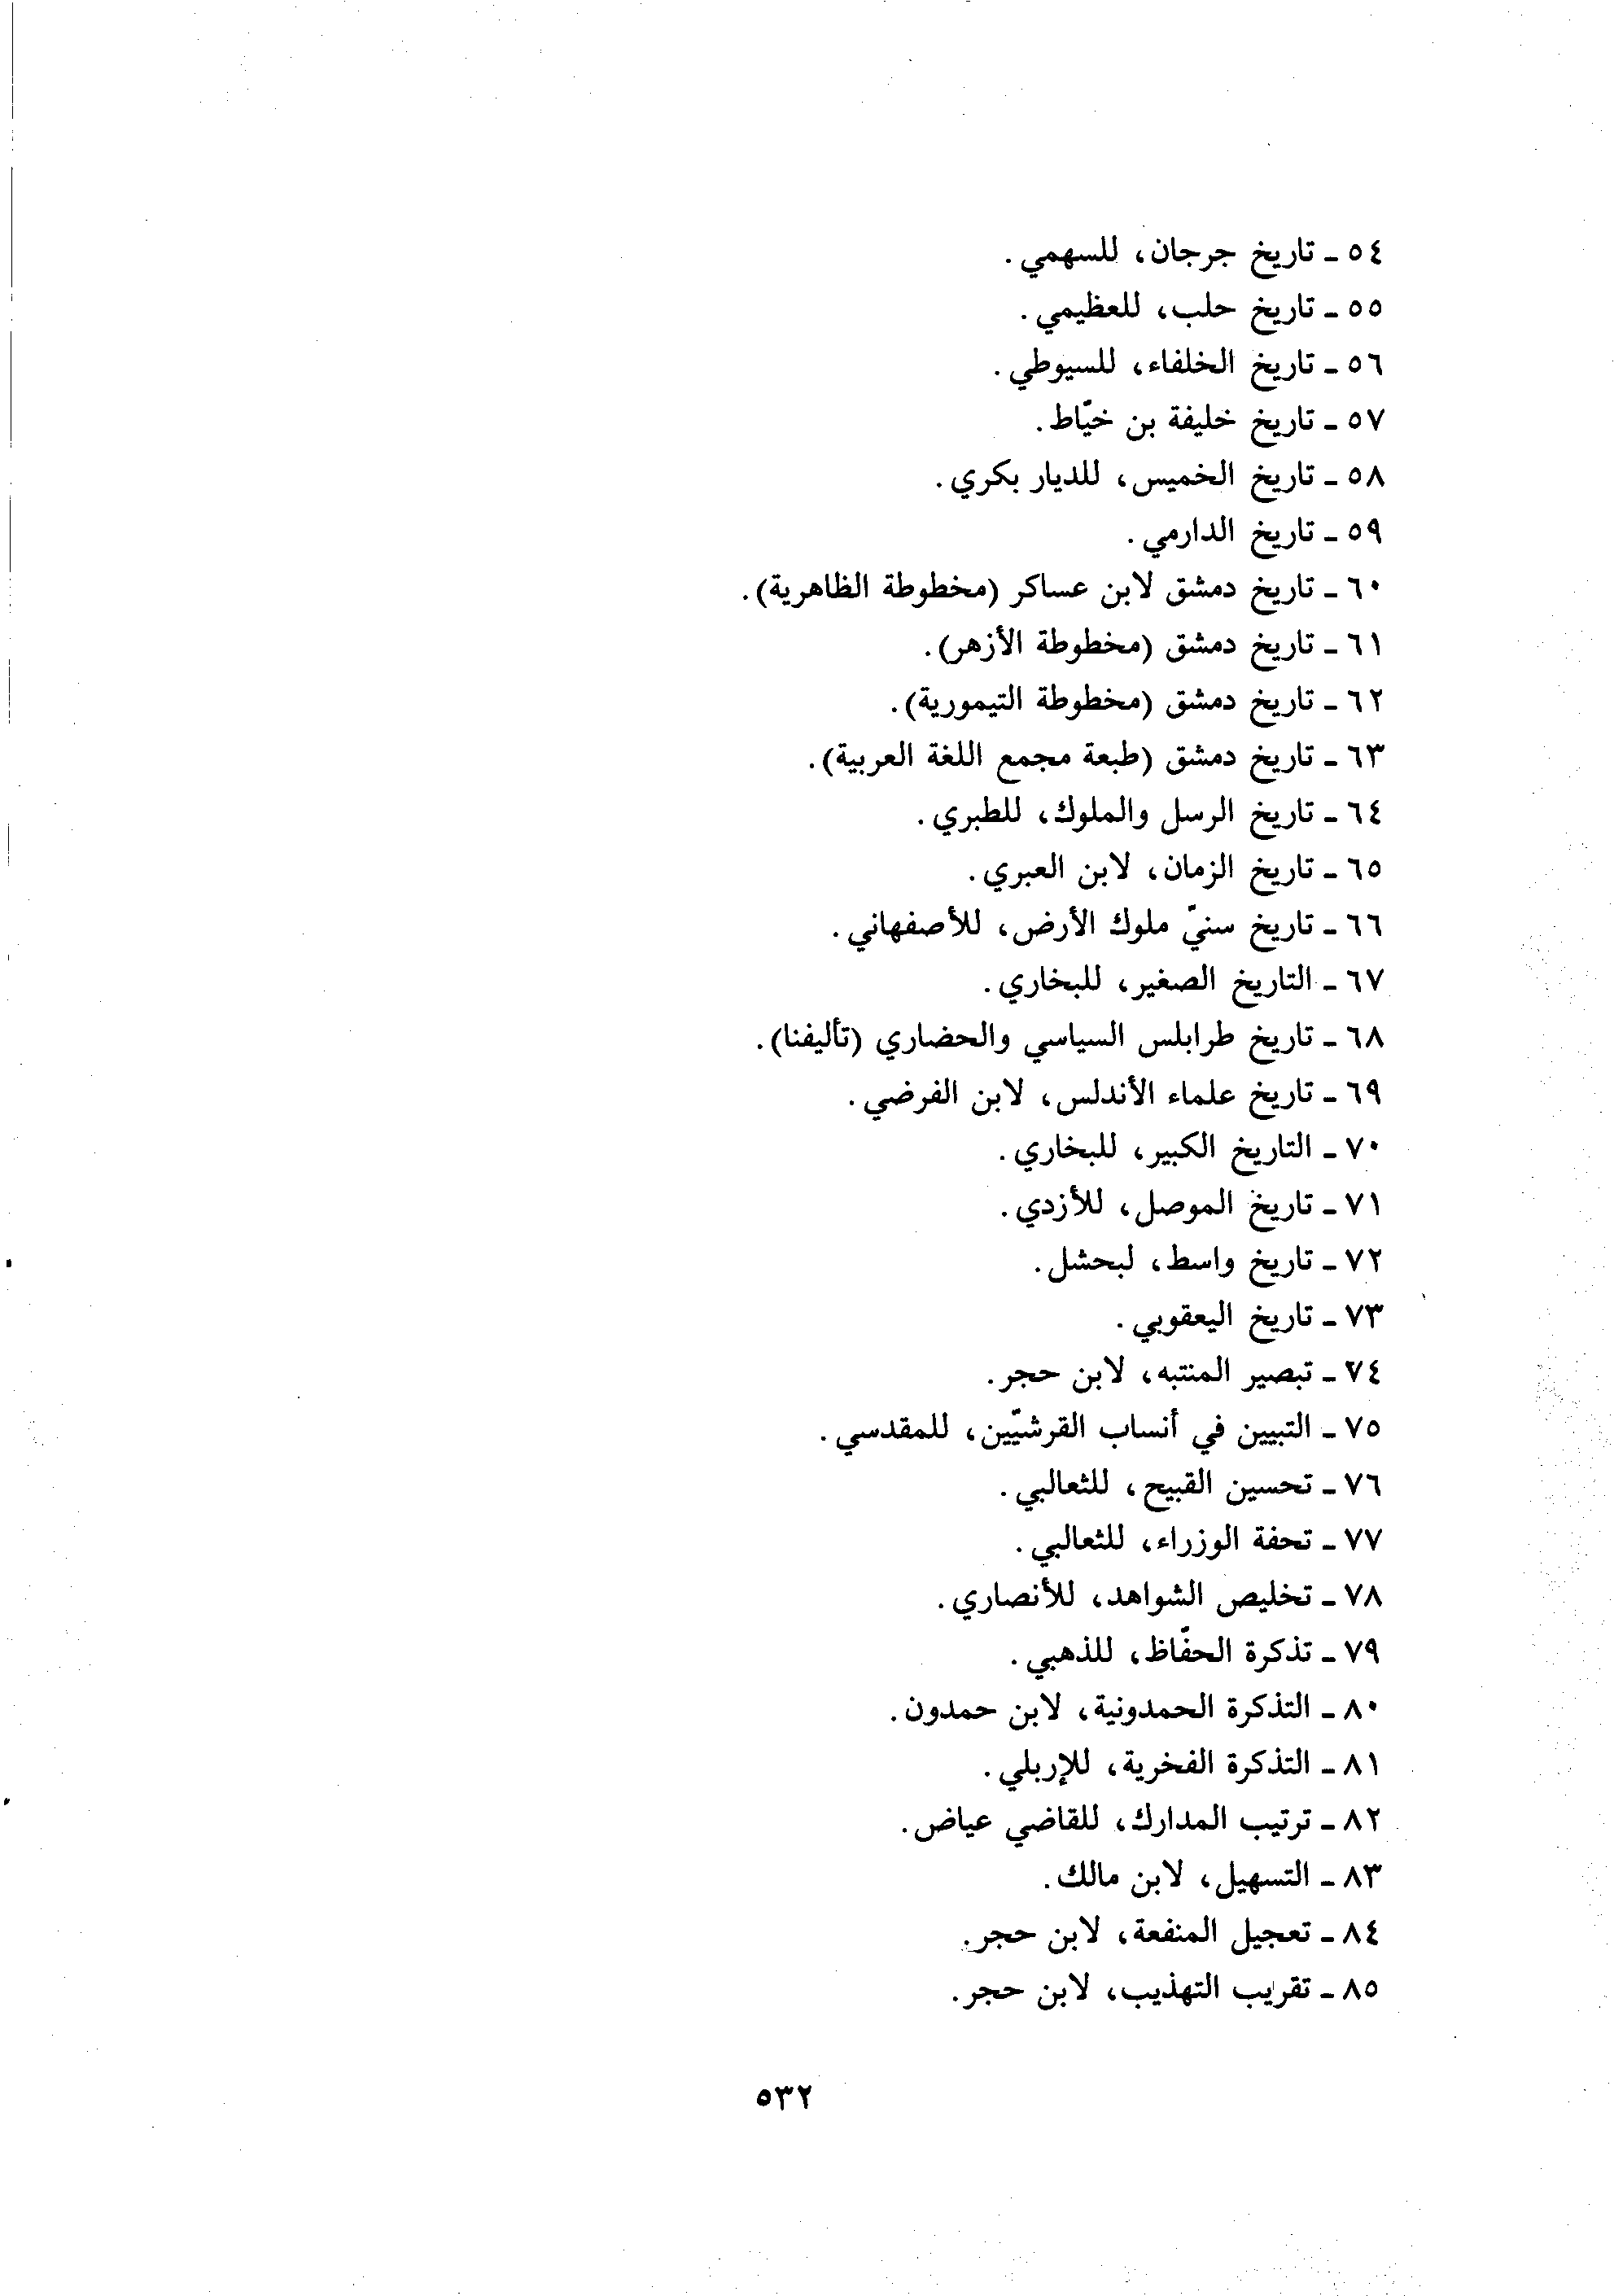 ٥٤ ـ تاريخ جرجان، للسهمي.
٥٥ ـ تاريخ حلب، للعظيمي.
٥٦ ـ تاريخ الخلفاء، للسيوطي.
٥٧ ـ تاريخ خليفة بن خيّاط.
٥٨ ـ تاريخ الخميس، للديار بكري.
٥٩ ـ تاريخ الدارمي.
٦٠ ـ تاريخ دمشق لابن عساكر (مخطوطة الظاهرية).
٦١ ـ تاريخ دمشق (مخطوطة الأزهر).
٦٢ ـ تاريخ دمشق (مخطوطة التيمورية).
٦٣ ـ تاريخ دمشق (طبعة مجمع اللغة العربية).
٦٤ ـ تاريخ الرسل والملوك، للطبري.
٦٥ ـ تاريخ الزمان، لابن العبري.
٦٦ ـ تاريخ سنيّ ملوك الأرض، للأصفهاني.
٦٧ ـ التاريخ الصغير، للبخاري.
٦٨ ـ تاريخ طرابلس السياسي والحضاري (تأليفنا).
٦٩ ـ تاريخ علماء الأندلس، لابن الفرضي.
٧٠ ـ التاريخ الكبير، للبخاري.
٧١ ـ تاريخ الموصل، للأزدي.
٧٢ ـ تاريخ واسط، لبحشل.
٧٣ ـ تاريخ اليعقوبي.
٧٤ ـ تبصير المنتبه، لابن حجر.
٧٥ ـ التبيين في أنساب القرشيّين، للمقدسي.
٧٦ ـ تحسين القبيح، للثعالبي.
٧٧ ـ تحفة الوزراء، للثعالبي.
٧٨ ـ تخليص الشواهد، للأنصاري.
٧٩ ـ تذكرة الحفّاظ، للذهبي.
٨٠ ـ التذكرة الحمدونية، لابن حمدون.
٨١ ـ التذكرة الفخرية، للإربلي.
٨٢ ـ ترتيب المدارك، للقاضي عياض.
٨٣ ـ التسهيل، لابن مالك.
٨٤ ـ تعجيل المنفعة، لابن حجر.
٨٥ ـ تقريب التهذيب، لابن حجر.
٥٣٢